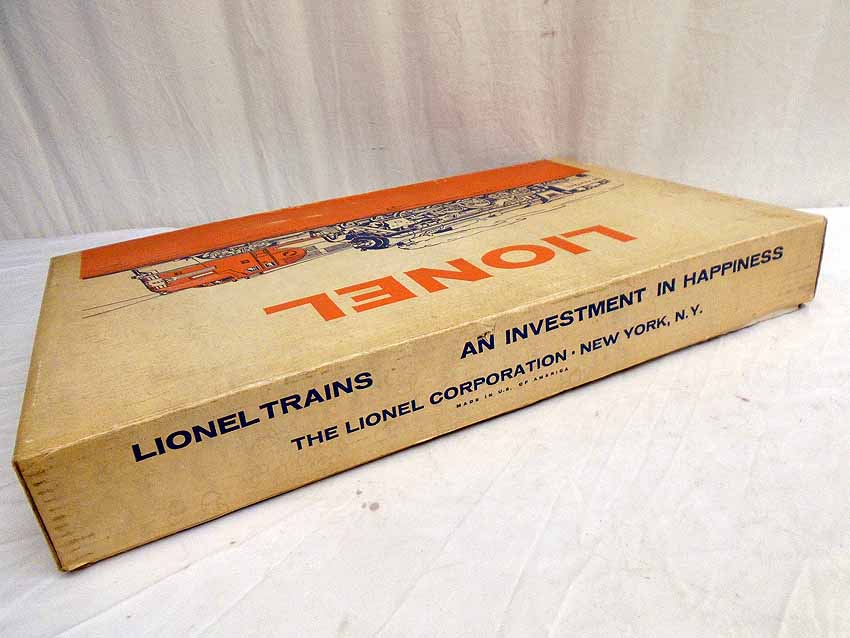 LIONEL
LIONEL TRAINS AN INVESTMENT IN HAPPINESS
THE LIONEL CORPORATION · NEW YORK, N.Y.
MADE IN U.S. OF AMERICA